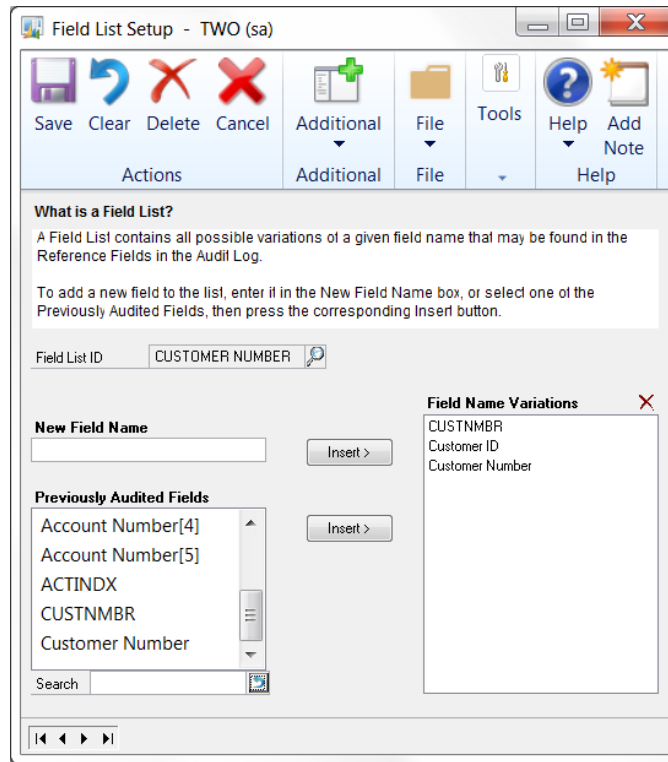 Field List Setup - TWO (sa)
Save Clear Delete Cancel Additional File Tools Help Add Note
Actions Additional File Help
What is a Field List?
A Field List contains all possible variations of a given field name that may be found in the
Reference Fields in the Audit Log.
To add a new field to the list, enter it in the New Field Name box, or select one of the
Previously Audited Fields, then press the corresponding Insert button.
Field List ID CUSTOMER NUMBER
Field Name Variations
CUSTNMBR
Customer ID
Customer Number
New Field Name
Insert >
Previously Audited Fields
Account Number[4]
Account Number[5]
ACTINDX
CUSTNMBR
Customer Number
Insert >
Search